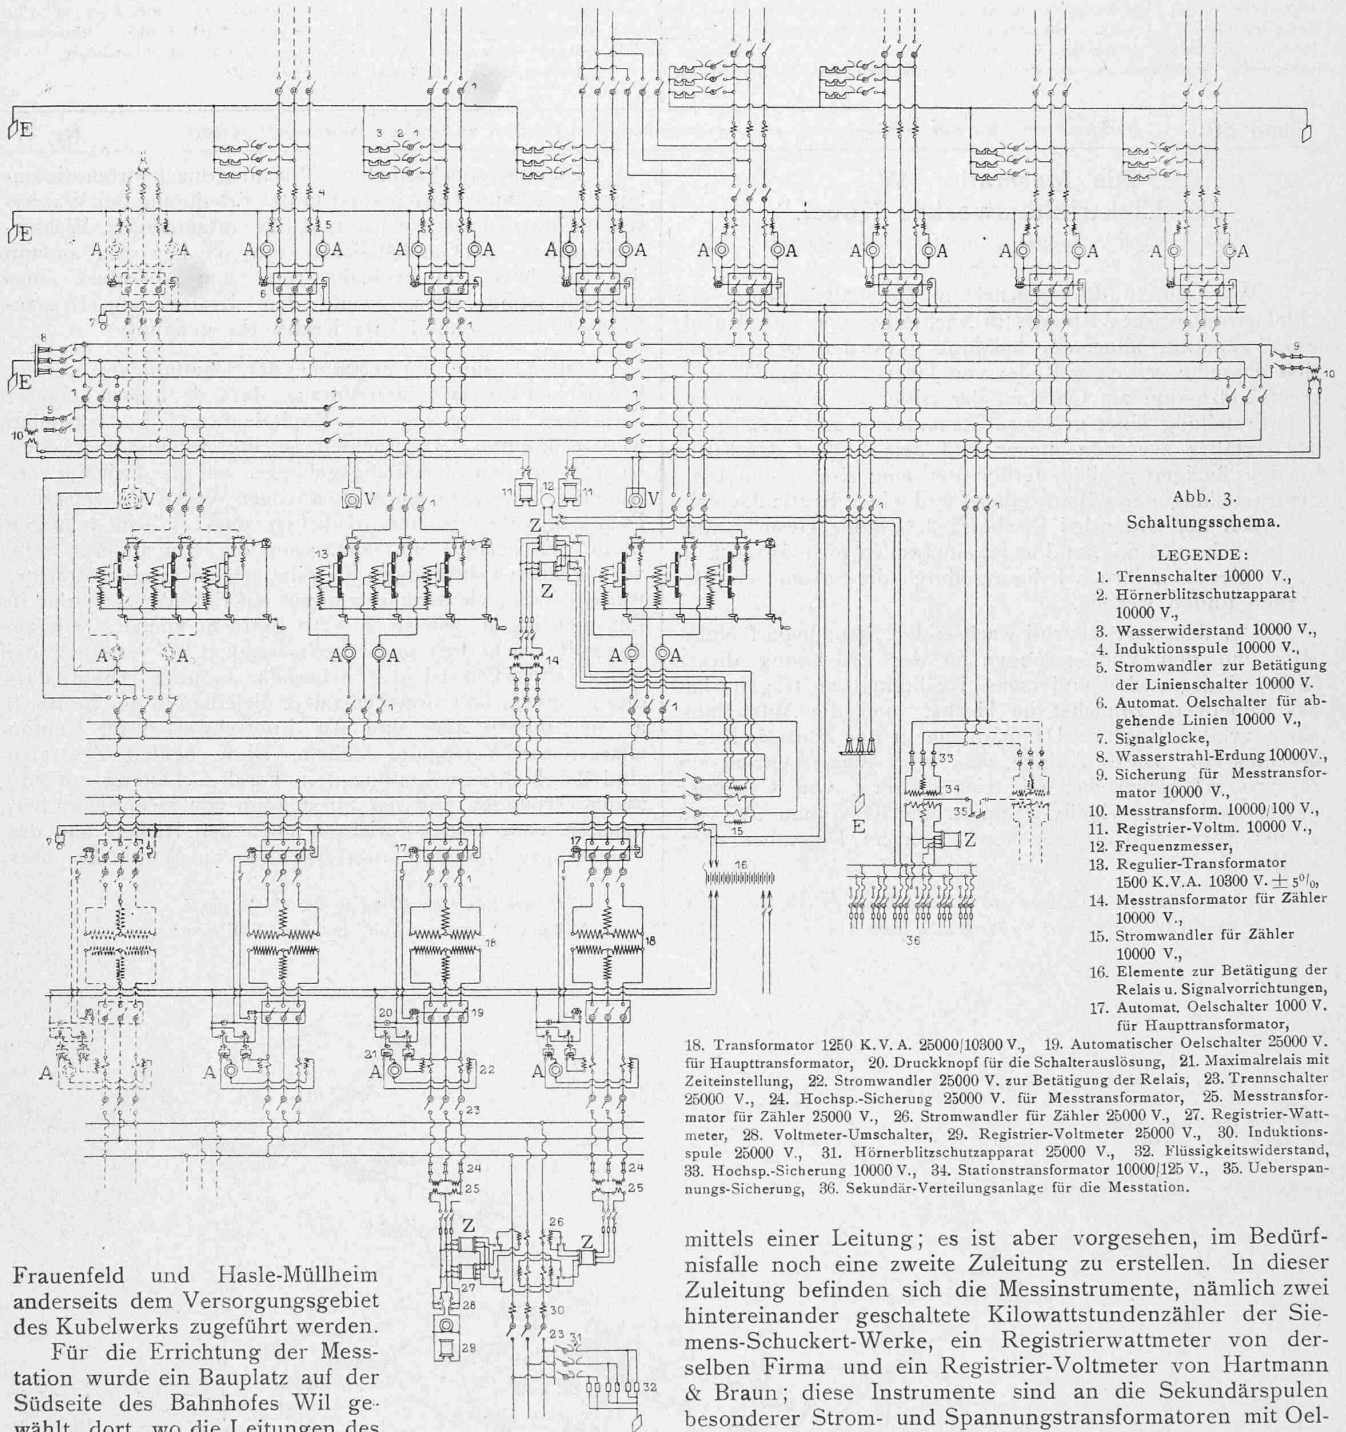 Abb. 3.
Schaltungsschema.
LEGENDE:
1. Trennschalter 10000 V.,
2. Hörnerblitzschutzapparat
10000 V.,
3. Wasserwiderstand 10000 V.,
4. Induktionsspule 10000 V.,
5. Stromwandler zur Betätigung
der Linienschalter 10000 V.
6. Automat. Oelschalter für ab-
gehende Linien 10000 V.,
7. Signalglocke,
8. Wasserstrahl-Erdung 10000V.,
9. Sicherung für Messtransfor-
mator 10000 V.,
10. Messtransform. 10000/100 V.,
11. Registrier-Voltm. 10000 V.,
12. Frequenzmesser,
13. Regulier-Transformator
1500 K.V.A. 10300 V. ± 5%,
14. Messtransformator für Zähler
10000 V.,
15. Stromwandler für Zähler
10000 V.,
16. Elemente zur Betätigung der
Relais u. Signalvorrichtungen,
17. Automat. Oelschalter 1000 V.
für Haupttransformator,
18. Transformator 1250 K.V.A. 25000/10300 V., 19. Automatischer Oelschalter 25000 V.
für Haupttransformator, 20. Druckknopf für die Schalterauslösung, 21. Maximalrelais mit
Zeiteinstellung, 22. Stromwandler 25000 V. zur Betätigung der Relais, 23. Trennschalter
25000 V., 24. Hochsp.-Sicherung 25000 V. für Messtransformator, 25. Messtransfor-
mator für Zähler 25000 V., 26. Stromwandler für Zähler 25000 V., 27. Registrier-Watt-
meter, 28. Voltmeter-Umschalter, 29. Registrier-Voltmeter 25000 V., 30. Induktions-
spule 25000 V., 31. Hörnerblitzschutzapparat 25000 V., 32. Flüssigkeitswiderstand,
33. Hochsp.-Sicherung 10000 V., 34. Stationstransformator 10000/125 V., 35. Ueberspan-
nungs-Sicherung, 36. Sekundär-Verteilungsanlage für die Messtation.
Frauenfeld und Hasle-Müllheim
anderseits dem Versorgungsgebiet
des Kubelwerks zugeführt werden.
Für die Errichtung der Mess-
tation wurde ein Bauplatz auf der
Südseite des Bahnhofes Wil ge-
wählt, dort, wo die Leitungen des
mittels einer Leitung; es ist aber vorgesehen, im Bedürf-
nisfalle noch eine zweite Zuleitung zu erstellen. In dieser
Zuleitung befinden sich die Messinstrumente, nämlich zwei
hintereinander geschaltete Kilowattstundenzähler der Sie-
mens-Schuckert-Werke, ein Registrierwattmeter von der-
selben Firma und ein Registrier-Voltmeter von Hartmann
& Braun; diese Instrumente sind an die Sekundärspulen
besonderer Strom- und Spannungstransformatoren mit Oel-